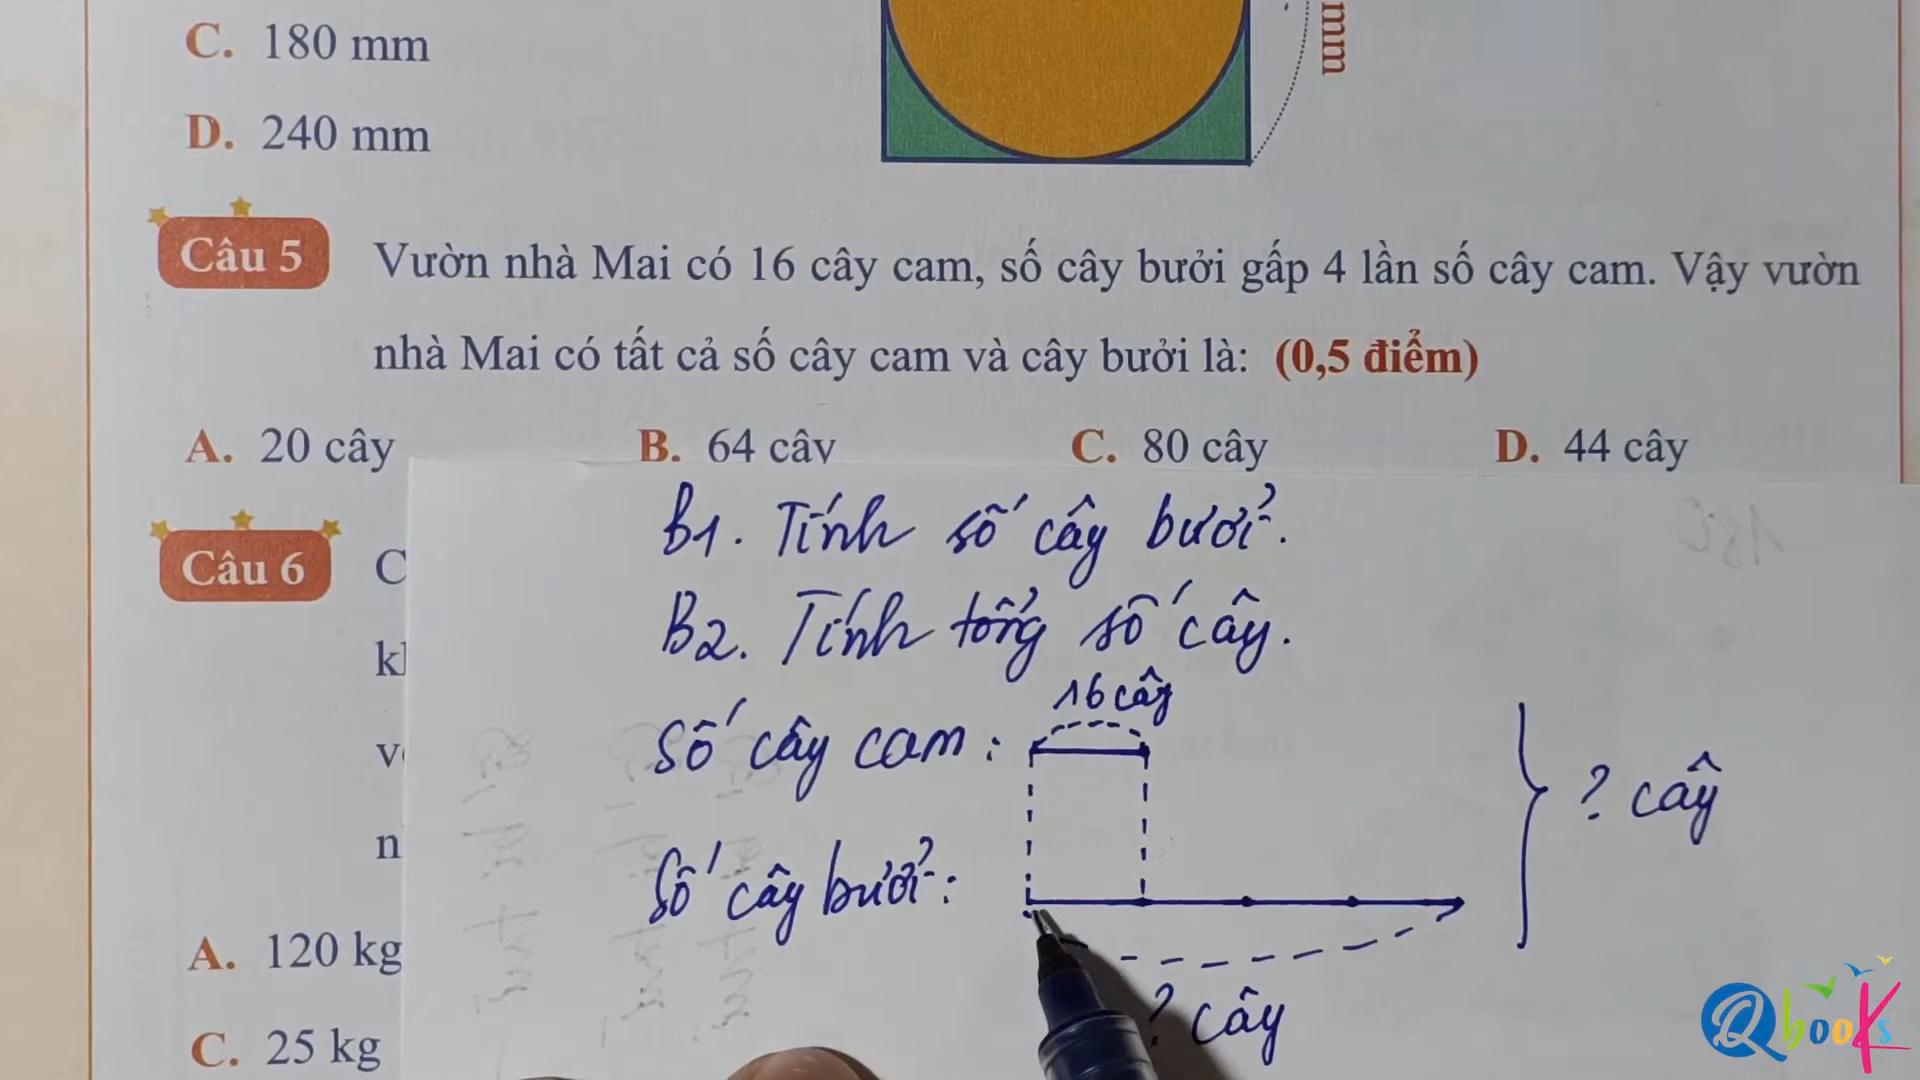 C. 180 mm
mm
D. 240 mm
Câu 5 Vườn nhà Mai có 16 cây cam, số cây bưởi gấp 4 lần số cây cam. Vậy vườn
nhà Mai có tất cả số cây cam và cây bưởi là: (0,5 điểm)
A. 20 cây B. 64 cây C. 80 cây D. 44 cây
B1. Tính số cây bưởi.
180
Câu 6 C
B2. Tính tổng số cây.
16 cây
Số cây cam :
? cây
Số cây bưởi :
n
A. 120 kg
? cây
C. 25 kg
Qbooks